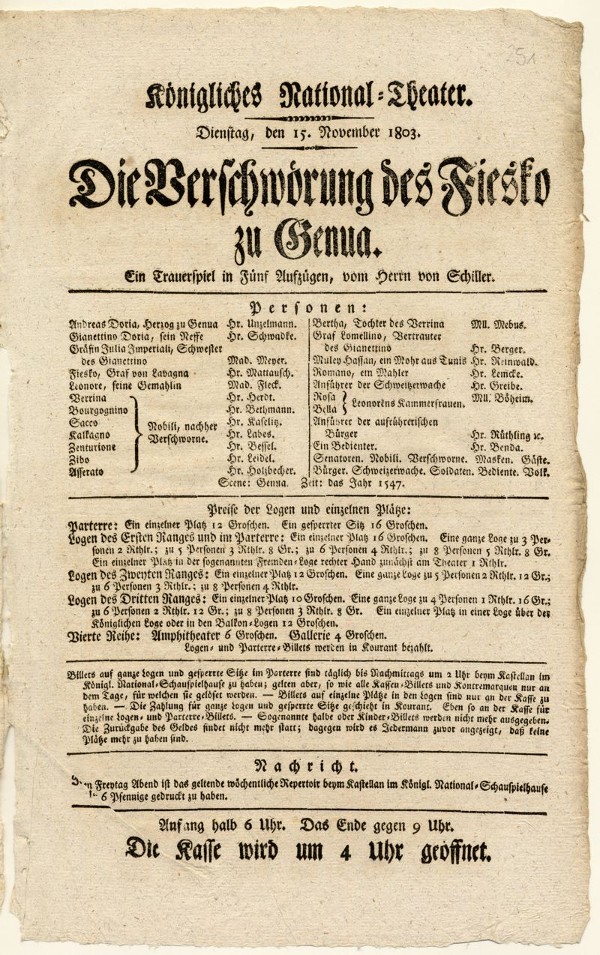 51
Königliches National-Theater.
Dienstag, den 15. November 1803.
Die Verschwörung des Fiesko
zu Genua.
Ein Trauerspiel in Fünf Aufzügen, vom Herrn von Schiller.
Personen:
Andreas Doria, Herzog zu Genua Hr. Unzelmann.
Gianettino Doria, sein Neffe Hr. Schwadke.
Gräfin Julia Imperiali, Schwester
des Gianettino Mad. Meyer.
Fiesko, Graf von Lavagna Hr. Mattausch.
Leonore, seine Gemahlin Mad. Fleck.
Verrina Hr. Herdt.
Bourgognino Hr. Bethmann.
Sacco Nobili, nachher Hr. Kaselitz.
Kalkagno Verschworne. Hr. Labes.
Zenturione Hr. Bessel.
Zibo Hr. Leidel.
Asserato Hr. Holzbecher.
Bertha, Tochter des Verrina Mll. Mebus.
Graf Lomellino, Vertrauter
des Gianettino Hr. Berger.
Muley Hassan, ein Mohr aus Tunis Hr. Reinwald.
Romano, ein Mahler Hr. Lemcke.
Anführer der Schweitzerwache Hr. Greibe.
Rosa Mll. Böheim.
Bella Leonorens Kammerfrauen.
Anführer der aufrührerischen
Bürger Hr. Rüthling ꝛc.
Ein Bedienter. Hr. Benda.
Senatoren. Nobili. Verschworne. Masken. Gäste.
Bürger. Schweizerwache. Soldaten. Bediente. Volk.
Scene: Genua. Zeit: das Jahr 1547.
Preise der Logen und einzelnen Plätze:
Parterre: Ein einzelner Platz 12 Groschen. Ein gesperrter Sitz 16 Groschen.
Logen des Ersten Ranges und im Parterre: Ein einzelner Platz 16 Groschen. Eine ganze Loge zu 3 Per-
sonen 2 Rthlr.; zu 5 Personen 3 Rthlr. 8 Gr.; zu 6 Personen 4 Rthlr.; zu 8 Personen 5 Rthlr. 8 Gr.
Ein einzelner Platz in der sogenannten Fremden-Loge rechter Hand zunächst am Theater 1 Rthlr.
Logen des Zweyten Ranges: Ein einzelner Platz 12 Groschen. Eine ganze Loge zu 5 Personen 2 Rthlr. 12 Gr.;
zu 6 Personen 3 Rthlr.; zu 8 Personen 4 Rthlr.
Logen des Dritten Ranges: Ein einzelner Platz 10 Groschen. Eine ganze Loge zu 4 Personen 1 Rthlr. 16 Gr.;
zu 6 Personen 2 Rthlr. 12 Gr.; zu 8 Personen 3 Rthlr. 8 Gr. Ein einzelner Platz in einer Loge über der
Königlichen Loge oder in den Balkon-Logen 12 Groschen.
Vierte Reihe: Amphitheater 6 Groschen. Gallerie 4 Groschen.
Logen- und Parterre-Billets werden in Kourant bezahlt.
Billets auf ganze Logen und gesperrte Sitze im Parterre sind täglich bis Nachmittags um 2 Uhr beym Kastellan im
Königl. National-Schauspielhause zu haben; gelten aber, so wie alle Kassen-Billets und Kontremarquen nur an
dem Tage, für welchen sie gelöset werden. — Billets auf einzelne Plätze in den Logen sind nur an der Kasse zu
haben. — Die Zahlung für ganze Logen und gesperrte Sitze geschieht in Kourant. Eben so an der Kasse für
einzelne Logen- und Parterre-Billets. — Sogenannte halbe oder Kinder-Billets werden nicht mehr ausgegeben.
Die Zurückgabe des Geldes findet nicht mehr statt; dagegen wird es Jedermann zuvor angezeigt, daß keine
Plätze mehr zu haben sind.
Nachricht.
Freytag Abend ist das geltende wöchentliche Repertoir beym Kastellan im Königl. National-Schauspielhause
6 Pfennige gedruckt zu haben.
Anfang halb 6 Uhr. Das Ende gegen 9 Uhr.
Die Kasse wird um 4 Uhr geöffnet.